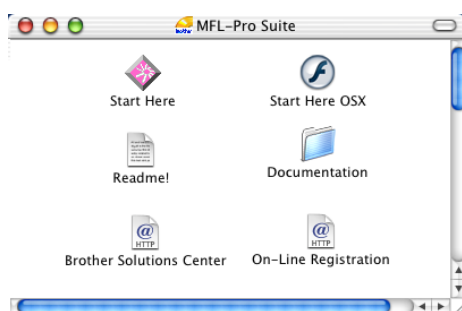 MFL-Pro Suite
Start Here
Start Here OSX
Readme!
Documentation
@
HTTP
@
HTTP
Brother Solutions Center
On-Line Registration